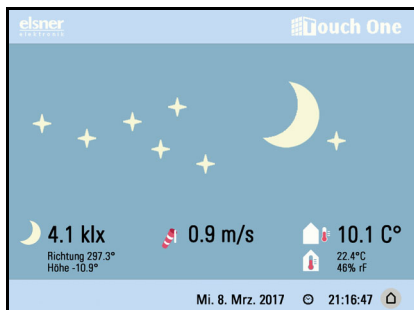 elsner
elektronik
Touch One
4.1 klx
Richtung 297.3°
Höhe -10.9°
0.9 m/s
10.1 C°
22.4°C
46% rF
Mi. 8. Mrz. 2017
21:16:47